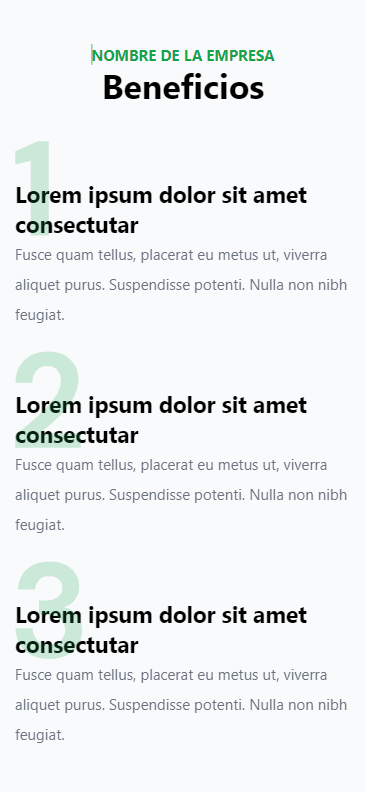 NOMBRE DE LA EMPRESA
Beneficios
1
Lorem ipsum dolor sit amet
consectutar
Fusce quam tellus, placerat eu metus ut, viverra
aliquet purus. Suspendisse potenti. Nulla non nibh
feugiat.
2
Lorem ipsum dolor sit amet
consectutar
Fusce quam tellus, placerat eu metus ut, viverra
aliquet purus. Suspendisse potenti. Nulla non nibh
feugiat.
3
Lorem ipsum dolor sit amet
consectutar
Fusce quam tellus, placerat eu metus ut, viverra
aliquet purus. Suspendisse potenti. Nulla non nibh
feugiat.